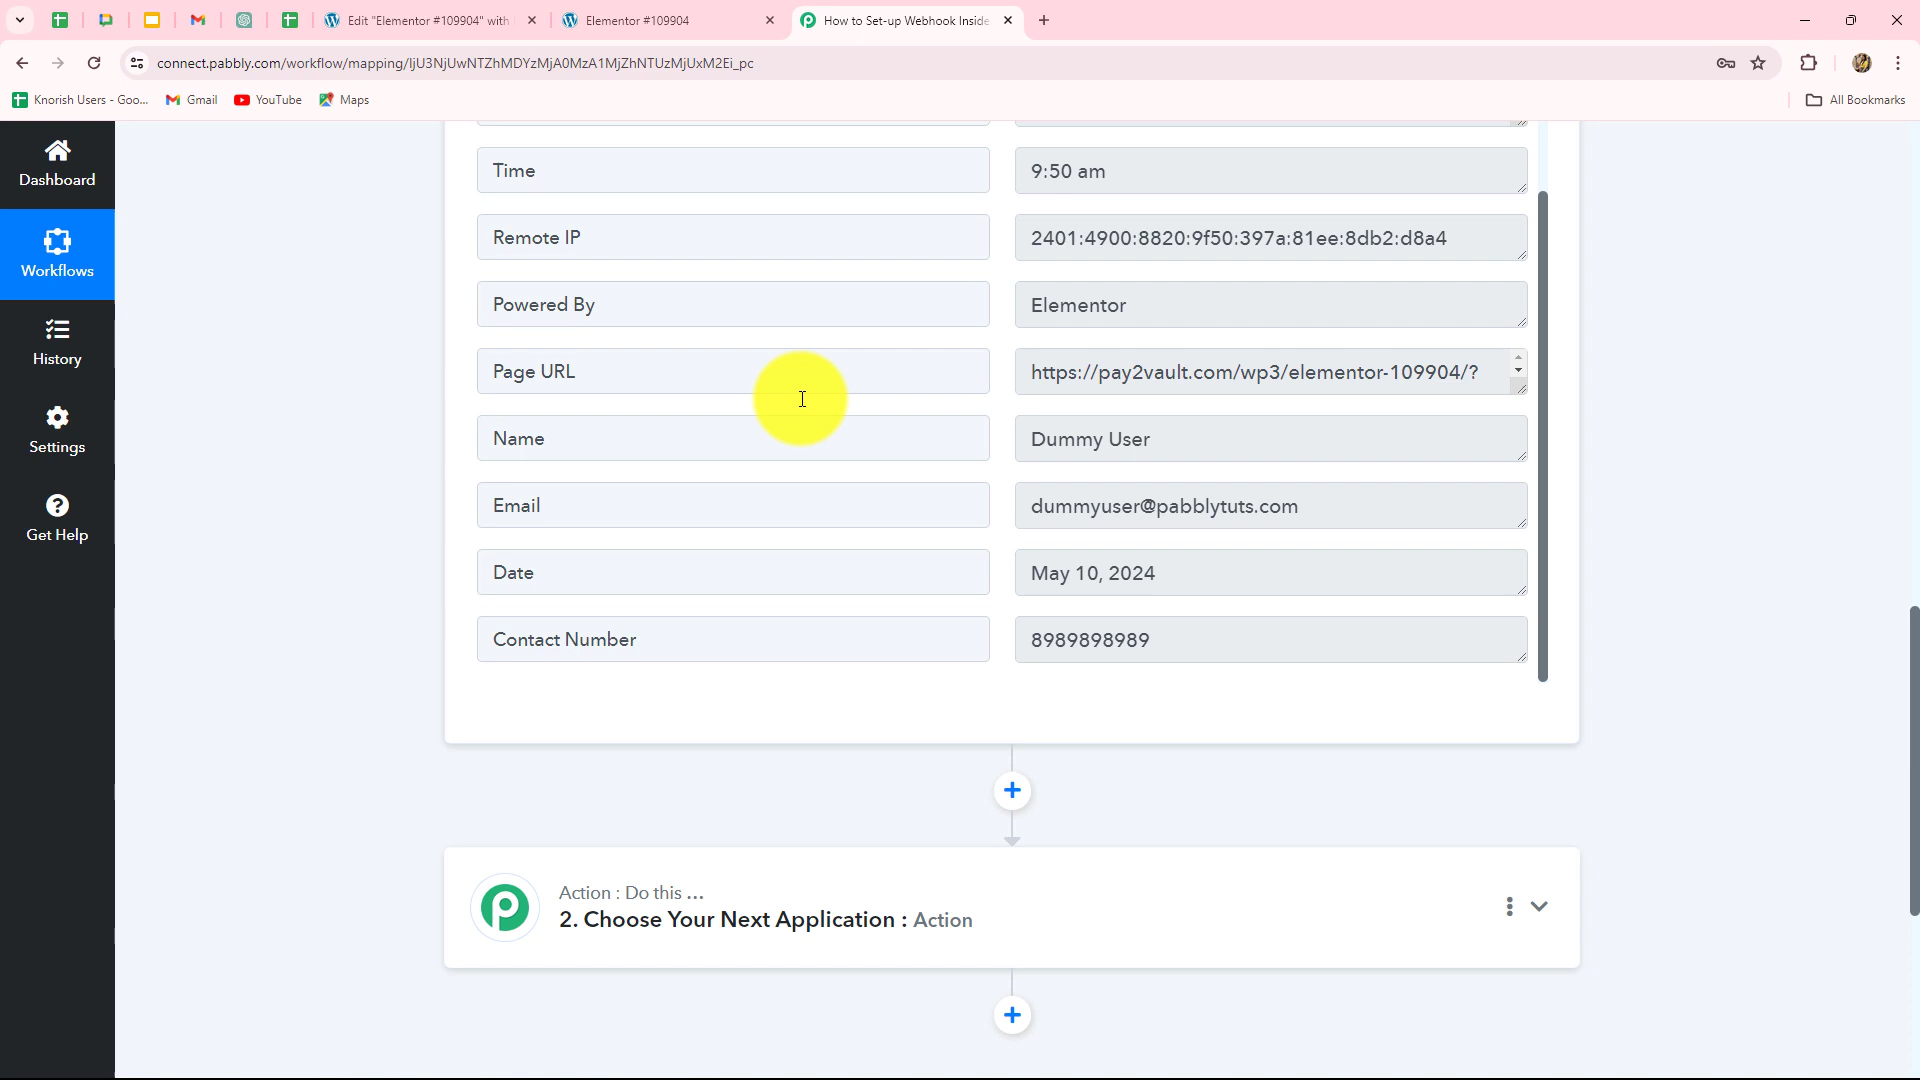 Edit "Elementor #109904" with
Elementor #109904
How to Set-up Webhook Inside
connect.pabbly.com/workflow/mapping/IjU3NjUwNTZhMDYzMjA0MzA1MjZhNTUzMjUxM2Ei_pc
Knorish Users - Goo...
Gmail
YouTube
Maps
All Bookmarks
Dashboard
Workflows
History
Settings
Get Help
Time
9:50 am
Remote IP
2401:4900:8820:9f50:397a:81ee:8db2:d8a4
Powered By
Elementor
Page URL
https://pay2vault.com/wp3/elementor-109904/?
Name
Dummy User
Email
dummyuser@pabblytuts.com
Date
May 10, 2024
Contact Number
8989898989
Action : Do this ...
2. Choose Your Next Application : Action